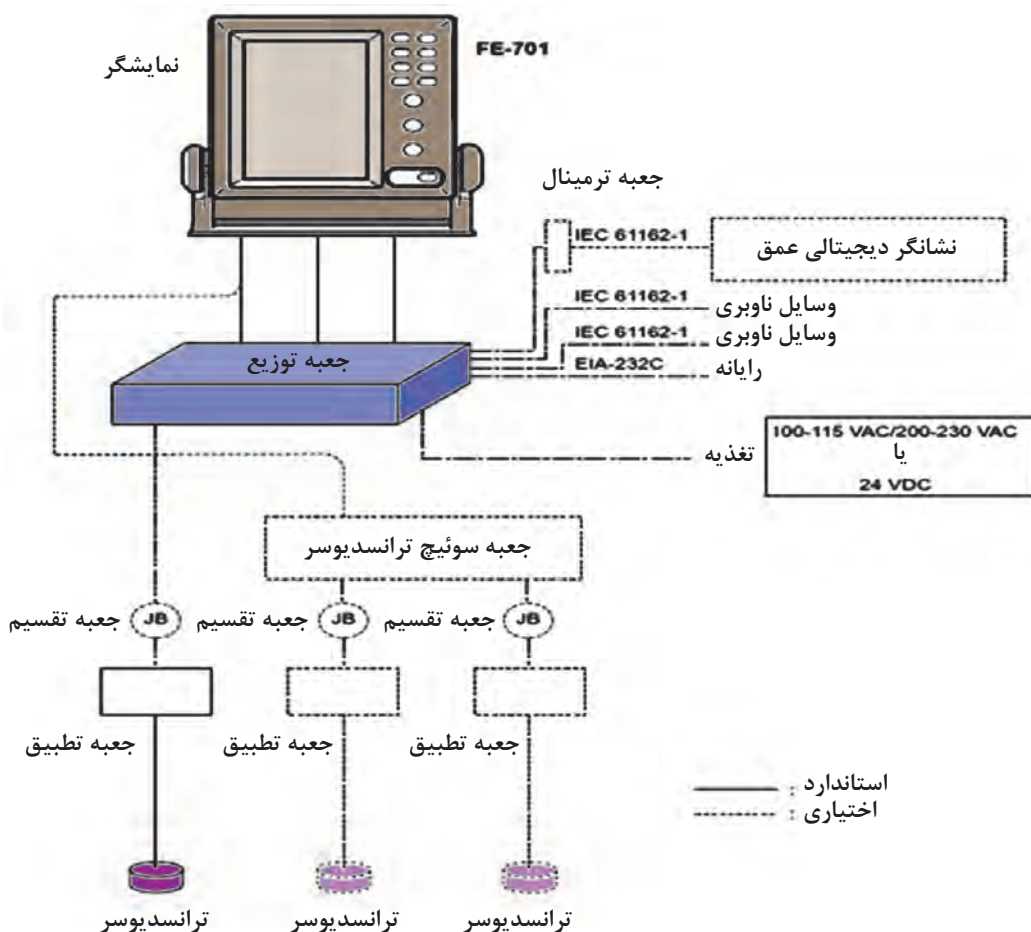 FE-701
نمایشگر
جعبه ترمینال
IEC 61162-1
نشانگر دیجیتالی عمق
IEC 61162-1
وسایل ناوبری
IEC 61162-1
وسایل ناوبری
EIA-232C
رایانه
جعبه توزیع
تغذیه
100-115 VAC/200-230 VAC
یا
24 VDC
جعبه سوئیچ ترانسدیوسر
جعبه تقسیم JB جعبه تقسیم JB جعبه تقسیم JB
جعبه تطبیق جعبه تطبیق جعبه تطبیق
استاندارد :
اختیاری :
ترانسدیوسر ترانسدیوسر ترانسدیوسر